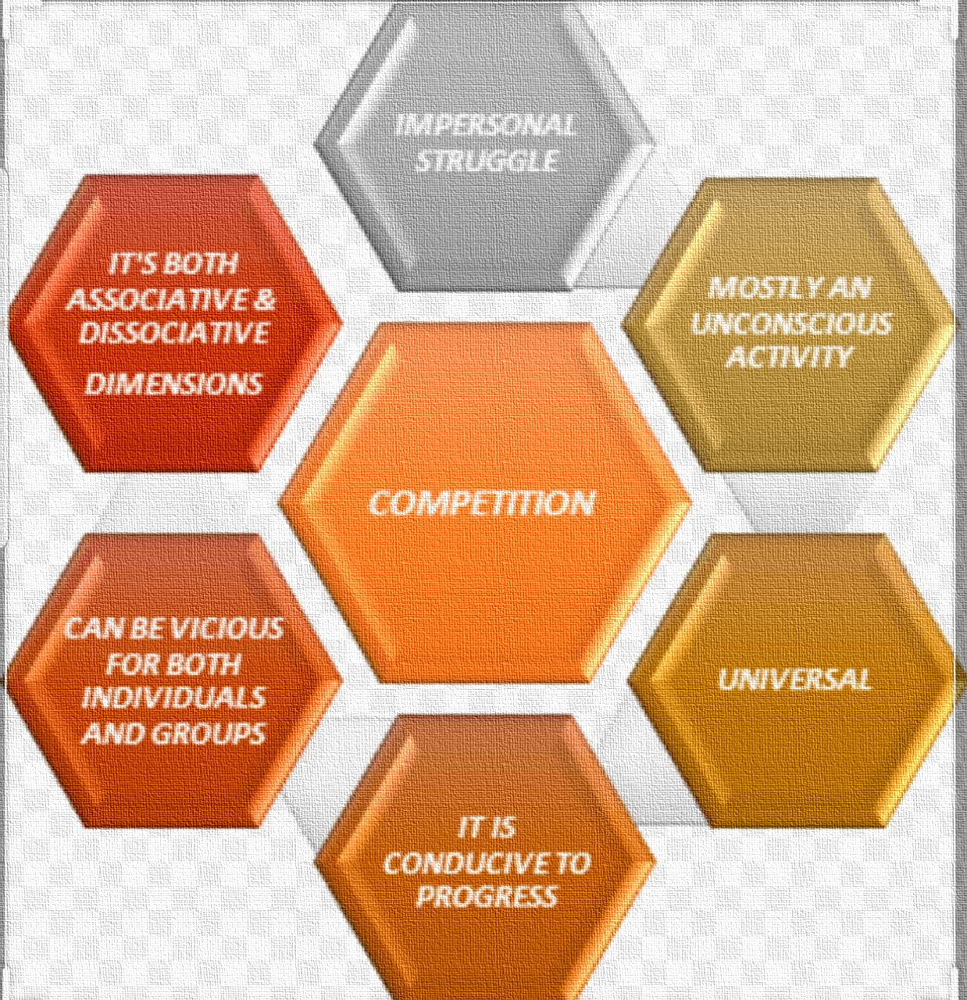 IMPERSONAL
STRUGGLE
IT'S BOTH
ASSOCIATIVE &
DISSOCIATIVE
DIMENSIONS
MOSTLY AN
UNCONSCIOUS
ACTIVITY
COMPETITION
CAN BE VICIOUS
FOR BOTH
INDIVIDUALS
AND GROUPS
UNIVERSAL
IT IS
CONDUCIVE TO
PROGRESS